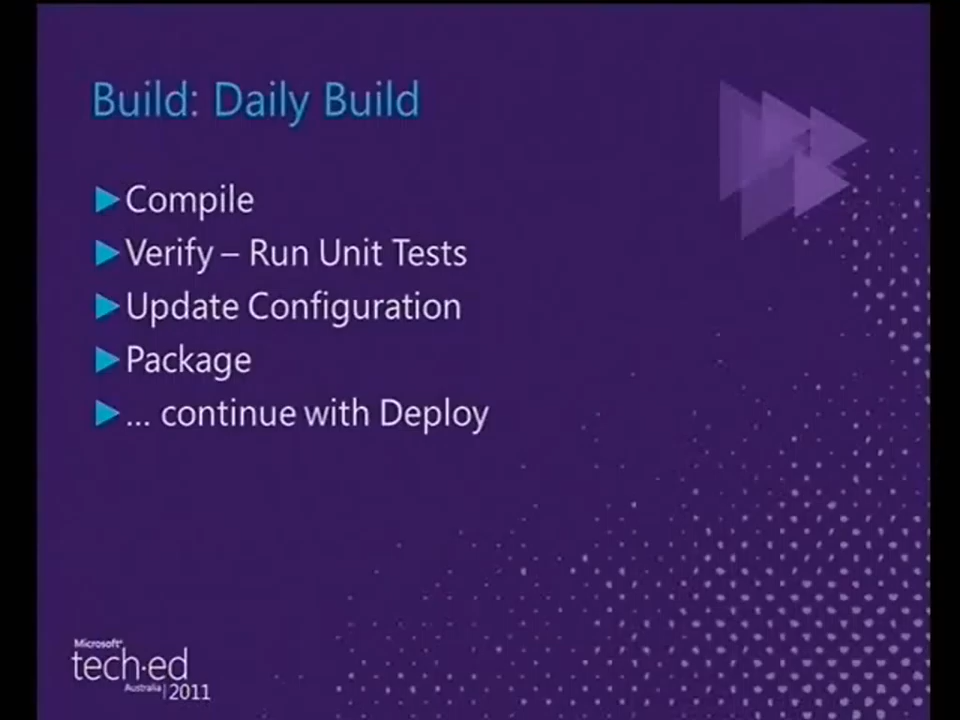 Build: Daily Build
Compile
Verify – Run Unit Tests
Update Configuration
Package
... continue with Deploy
Microsoft®
tech·ed
Australia | 2011